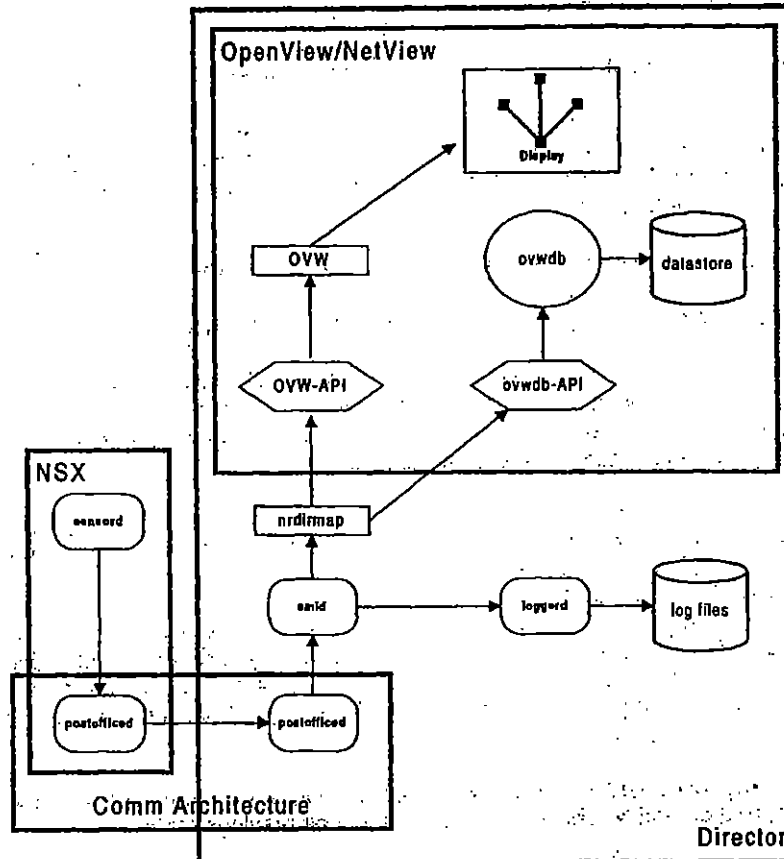 OpenView/NetView
Display
OVW
ovwdb
datastore
OVW-API
ovwdb-API
NSX
sensord
nrdirmap
smid
loggerd
log files
postofficed
postofficed
Comm Architecture
Director